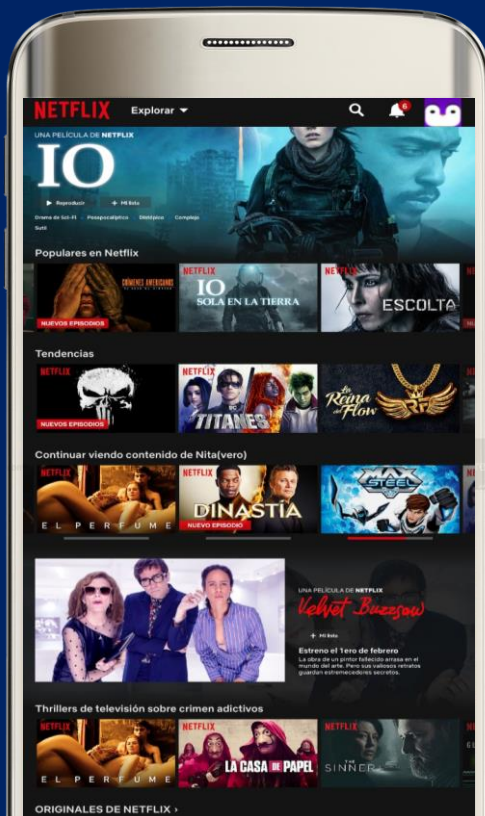 NETFLIX Explorar
6
UNA PELÍCULA DE NETFLIX
IO
Reproducir + Mi lista
Drama de Sci-Fi Posapocalíptico Distópico Complejo
Sutil
Populares en Netflix
CRÍMENES AMERICANOS
NUEVOS EPISODIOS
NETFLIX
IO
SOLA EN LA TIERRA
NETFLIX
ESCOLTA
Tendencias
NETFLIX
NUEVOS EPISODIOS
NETFLIX
DC
TITANES
La
Reina
del Flow
RF
Continuar viendo contenido de Nita(vero)
NETFLIX
EL PERFUME
NETFLIX
DINASTÍA
NUEVO EPISODIO
MAX
STEEL
UNA PELÍCULA DE NETFLIX
Velvet Buzzsaw
+ Mi lista
Estreno el 1ero de febrero
La obra de un pintor fallecido arrasa en el
mundo del arte. Pero sus valiosos retratos
guardan estremecedores secretos.
Thrillers de televisión sobre crimen adictivos
NETFLIX
EL PERFUME
NETFLIX
LA CASA DE PAPEL
NETFLIX
THE
SINNER
ORIGINALES DE NETFLIX ›